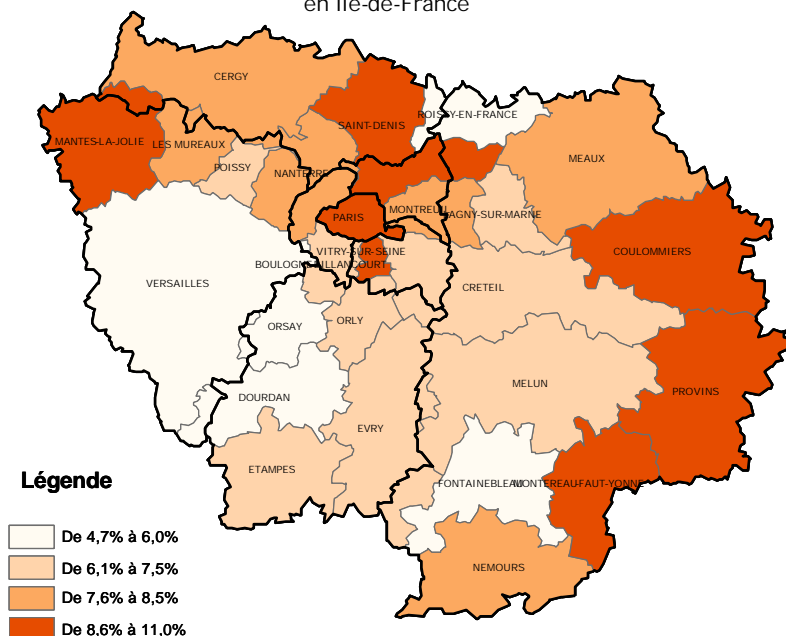 en Île-de-France
CERGY
ROISSY-EN-FRANCE
SAINT-DENIS
MANTES-LA-JOLIE
LES MUREAUX
MEAUX
POISSY
NANTERRE
MONTREUIL
LAGNY-SUR-MARNE
PARIS
VITRY-SUR-SEINE
COULOMMIERS
BOULOGNE-BILLANCOURT
VERSAILLES
CRETEIL
ORLY
ORSAY
MELUN
PROVINS
DOURDAN
EVRY
ETAMPES
FONTAINEBLEAU
MONTEREAU-FAUT-YONNE
NEMOURS
Légende
De 4,7% à 6,0%
De 6,1% à 7,5%
De 7,6% à 8,5%
De 8,6% à 11,0%